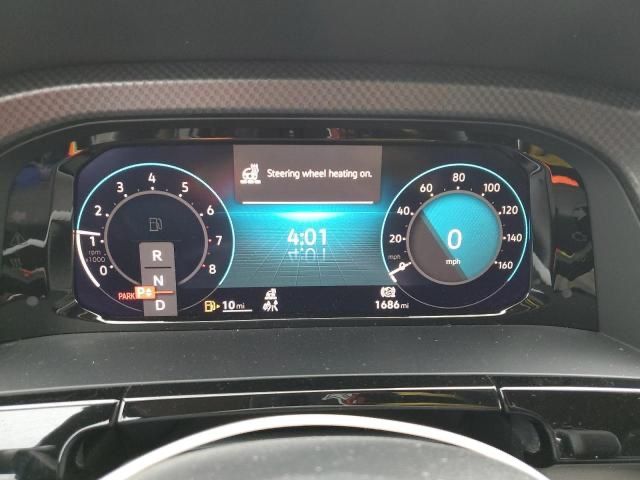 Steering wheel heating on.
3 4 5
2 6
1 7
0 8
rpm
x1000
4:01
60 80 100
40 120
20 140
0 160
0
mph
R
N
PARK P
D
10 mi
1686 mi